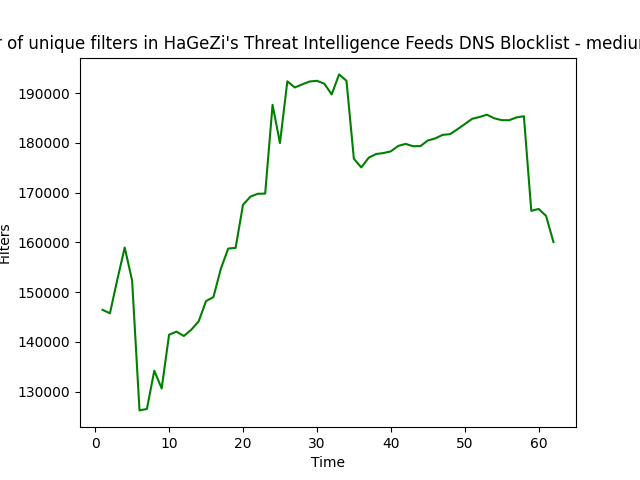 r of unique filters in HaGeZi's Threat Intelligence Feeds DNS Blocklist - mediu
Filters
190000
180000
170000
160000
150000
140000
130000
0 10 20 30 40 50 60
Time